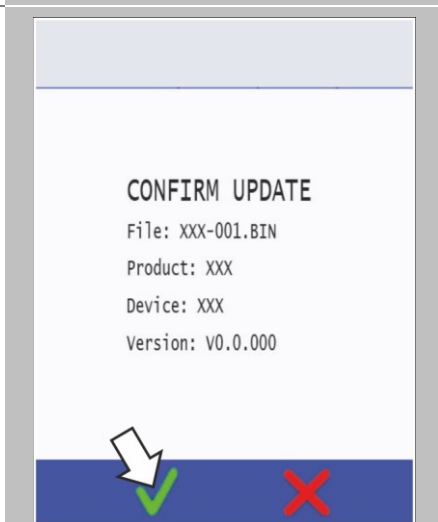 CONFIRM UPDATE
File: XXX-001.BIN
Product: XXX
Device: XXX
Version: V0.0.000